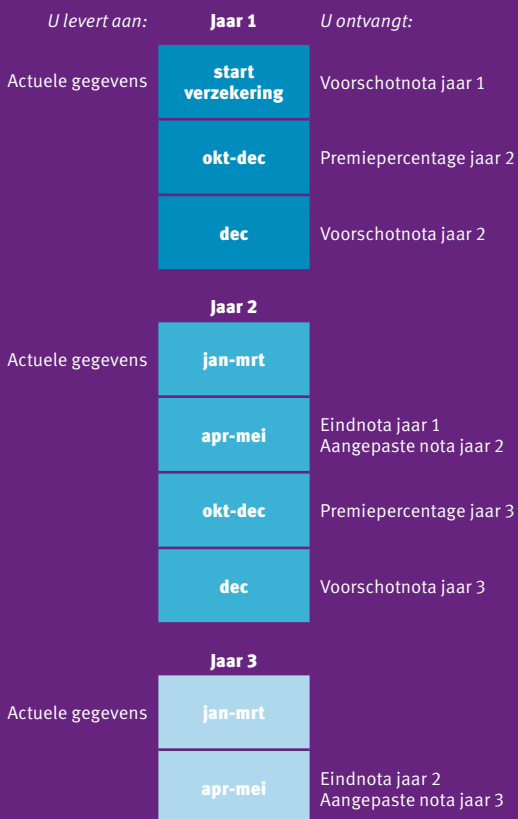 U levert aan:
Jaar 1
U ontvangt:
Actuele gegevens
start
verzekering
Voorschotnota jaar 1
okt-dec
Premiepercentage jaar 2
dec
Voorschotnota jaar 2
Jaar 2
Actuele gegevens
jan-mrt
apr-mei
Eindnota jaar 1
Aangepaste nota jaar 2
okt-dec
Premiepercentage jaar 3
dec
Voorschotnota jaar 3
Jaar 3
Actuele gegevens
jan-mrt
apr-mei
Eindnota jaar 2
Aangepaste nota jaar 3